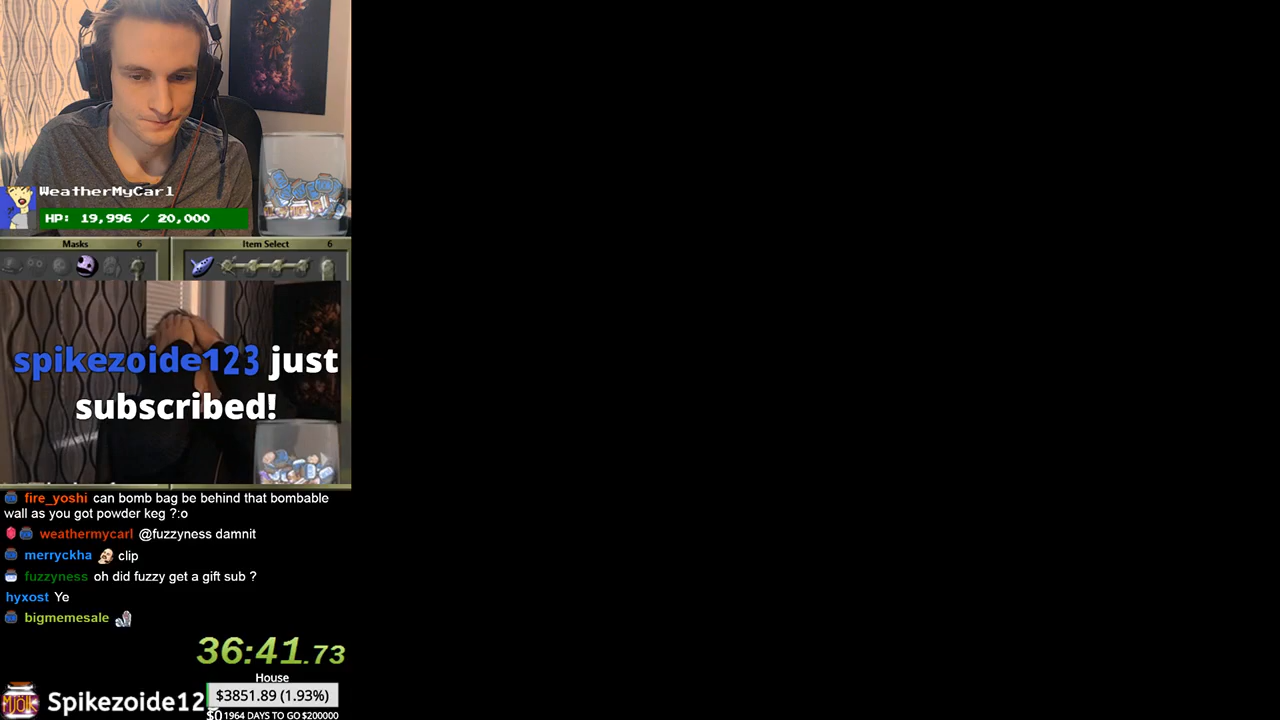 WeatherMyCarl
HP: 19,996 / 20,000
Masks 6 Item Select 6
spikezoide123 just
subscribed!
fire_yoshi can bomb bag be behind that bombable
wall as you got powder keg ?:o
weathermycarl @fuzzyness damnit
merryckha clip
fuzzyness oh did fuzzy get a gift sub ?
hyxost Ye
bigmemesale
36:41.73
House
MJÖLK Spikezoide12 $3851.89 (1.93%)
$0 1964 DAYS TO GO $200000